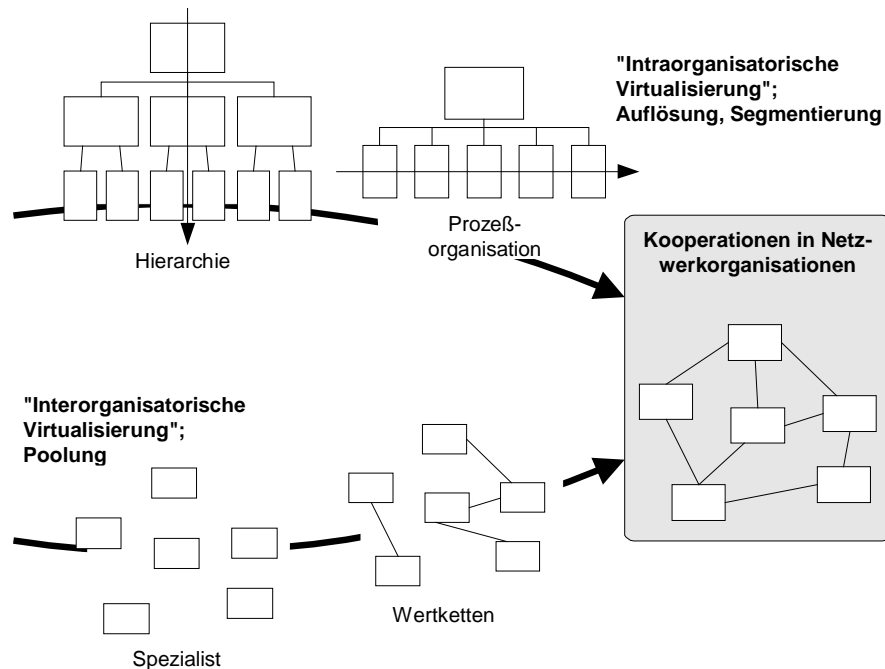 "Intraorganisatorische
Virtualisierung";
Auflösung, Segmentierung
Hierarchie
Prozeß-
organisation
Kooperationen in Netz-
werkorganisationen
"Interorganisatorische
Virtualisierung";
Poolung
Wertketten
Spezialist